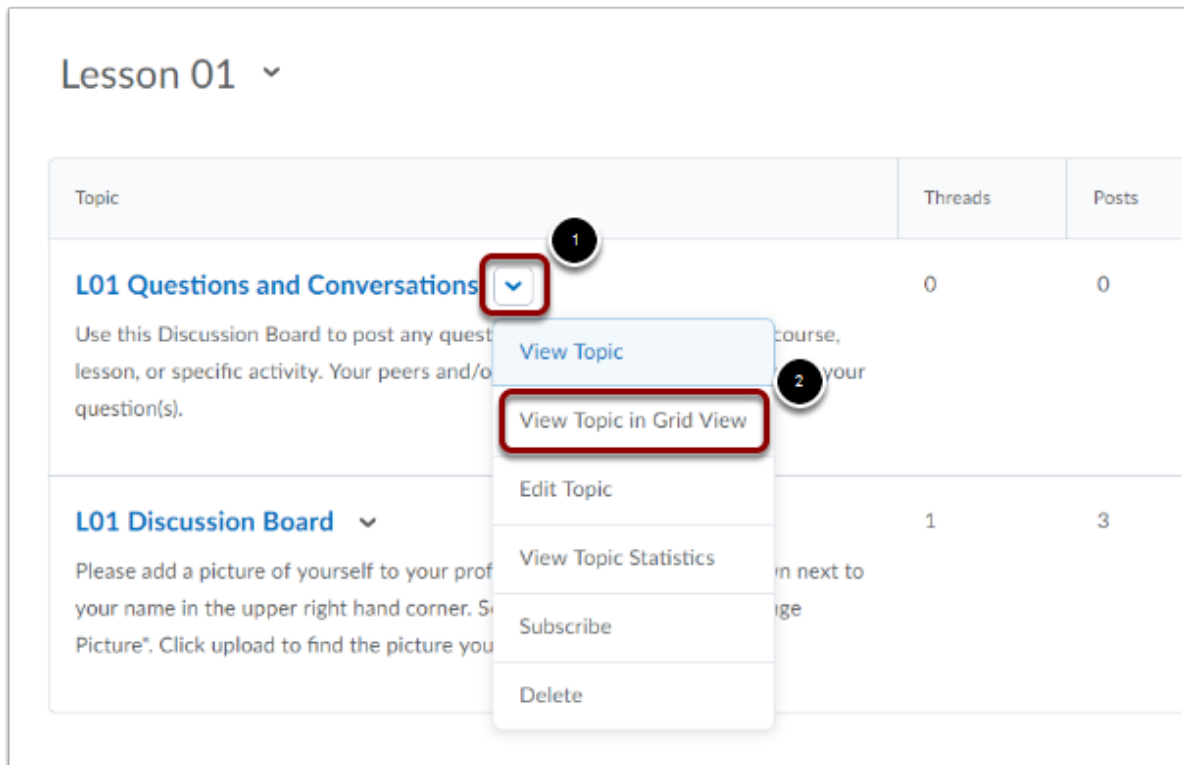 Lesson 01
Topic Threads Posts
1
L01 Questions and Conversations 0 0
Use this Discussion Board to post any quest course,
View Topic
lesson, or specific activity. Your peers and/o your
2
question(s).
View Topic in Grid View
Edit Topic
L01 Discussion Board 1 3
View Topic Statistics
Please add a picture of yourself to your prof n next to
your name in the upper right hand corner. S ge
Subscribe
Picture". Click upload to find the picture you
Delete